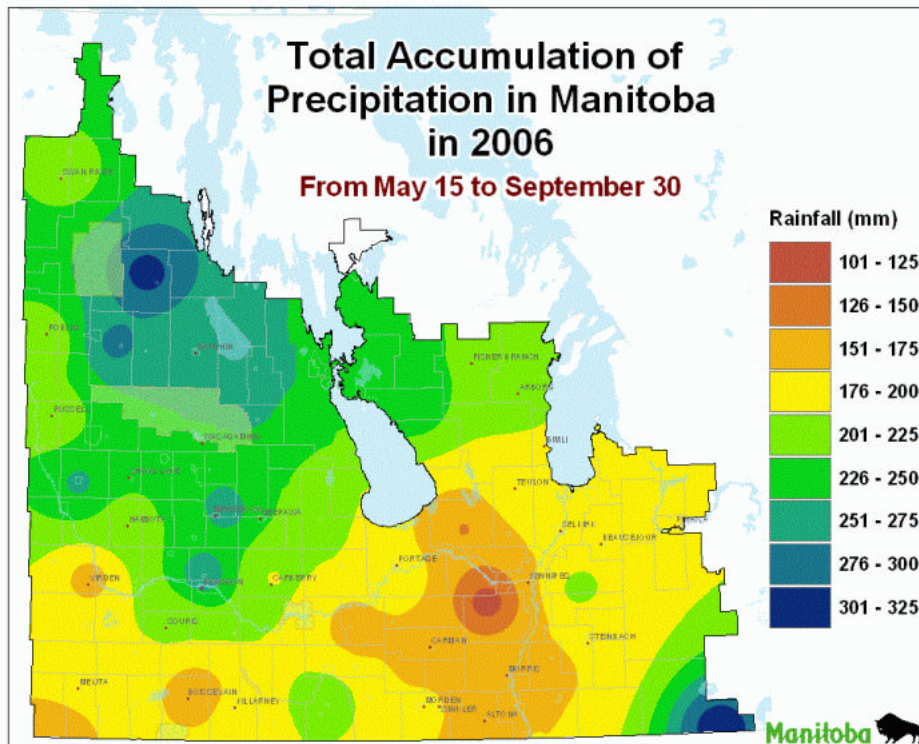 Total Accumulation of
Precipitation in Manitoba
in 2006
From May 15 to September 30
Rainfall (mm)
101 - 125
126 - 150
151 - 175
176 - 200
201 - 225
226 - 250
251 - 275
276 - 300
301 - 325
SWAN RIVER
DAUPHIN
RUSSELL
FISHER BRANCH
ARBORG
GIMLI
TEULON
SELKIRK
BEAUSEJOUR
HAMIOTA
NEEPAWA
VIRDEN
BRANDON
CARBERRY
PORTAGE
WINNIPEG
SOURIS
CARMAN
STEINBACH
MORRIS
MELITA
BOISSEVAIN
KILLARNEY
MORDEN
WINKLER
ALTONA
Manitoba